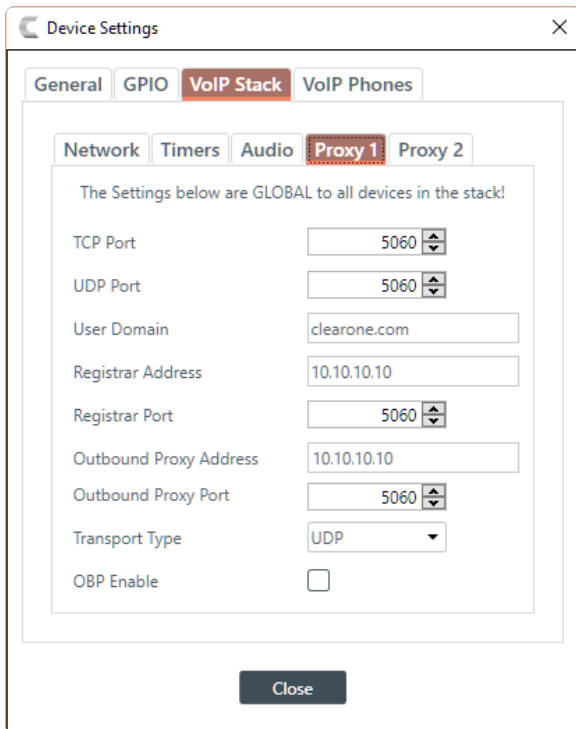 Device Settings
General GPIO VoIP Stack VoIP Phones
Network Timers Audio Proxy 1 Proxy 2
The Settings below are GLOBAL to all devices in the stack!
TCP Port 5060
UDP Port 5060
User Domain clearone.com
Registrar Address 10.10.10.10
Registrar Port 5060
Outbound Proxy Address 10.10.10.10
Outbound Proxy Port 5060
Transport Type UDP
OBP Enable
Close